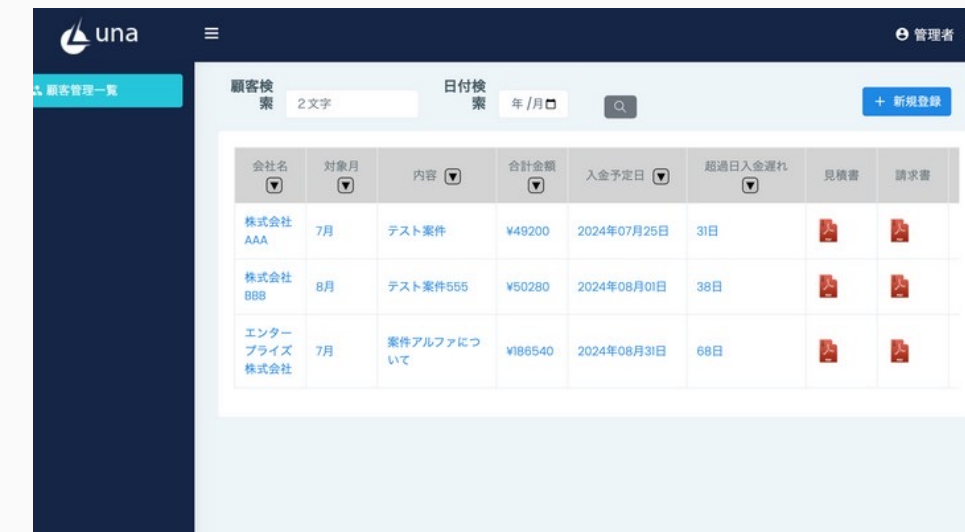 una
管理者
顧客管理一覧
顧客検
索
2文字
日付検
索
年 /月
+ 新規登録
会社名
対象月
内容
合計金額
入金予定日
超過日入金遅れ
見積書
請求書
株式会社
AAA
7月
テスト案件
¥49200
2024年07月25日
31日
株式会社
BBB
8月
テスト案件555
¥50280
2024年08月01日
38日
エンター
プライズ
株式会社
7月
案件アルファにつ
いて
¥186540
2024年08月31日
68日